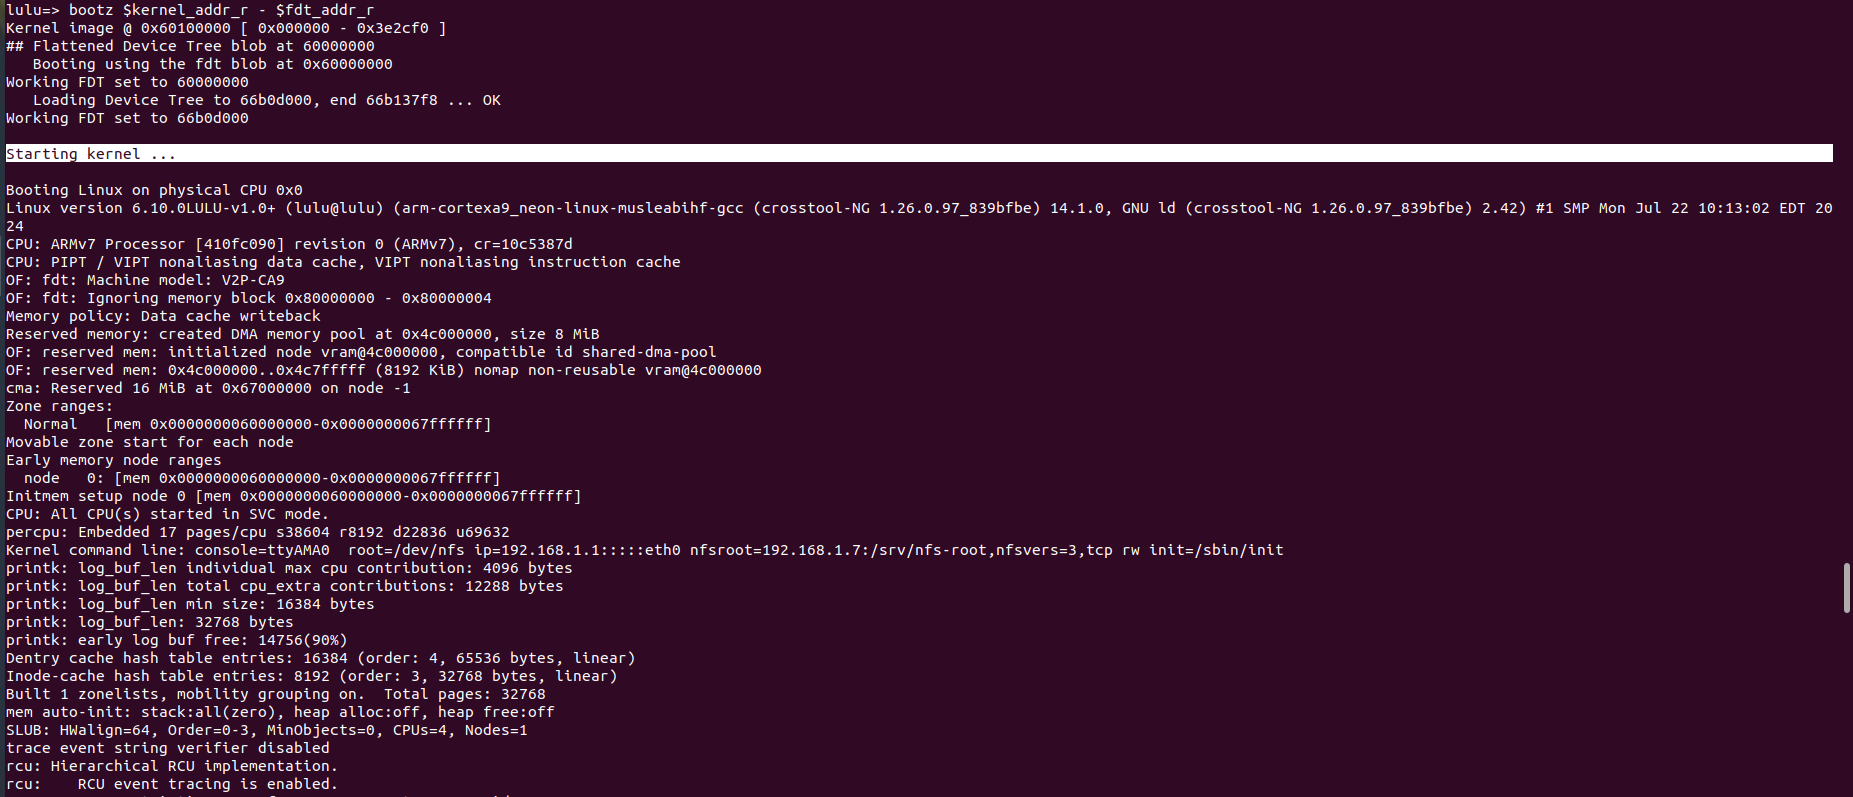 lulu=> bootz $kernel_addr_r - $fdt_addr_r
Kernel image @ 0x60100000 [ 0x000000 - 0x3e2cf0 ]
## Flattened Device Tree blob at 60000000
   Booting using the fdt blob at 0x60000000
Working FDT set to 60000000
   Loading Device Tree to 66b0d000, end 66b137f8 ... OK
Working FDT set to 66b0d000
Starting kernel ...
Booting Linux on physical CPU 0x0
Linux version 6.10.0LULU-v1.0+ (lulu@lulu) (arm-cortexa9_neon-linux-musleabihf-gcc (crosstool-NG 1.26.0.97_839bfbe) 14.1.0, GNU ld (crosstool-NG 1.26.0.97_839bfbe) 2.42) #1 SMP Mon Jul 22 10:13:02 EDT 20
24
CPU: ARMv7 Processor [410fc090] revision 0 (ARMv7), cr=10c5387d
CPU: PIPT / VIPT nonaliasing data cache, VIPT nonaliasing instruction cache
OF: fdt: Machine model: V2P-CA9
OF: fdt: Ignoring memory block 0x80000000 - 0x80000004
Memory policy: Data cache writeback
Reserved memory: created DMA memory pool at 0x4c000000, size 8 MiB
OF: reserved mem: initialized node vram@4c000000, compatible id shared-dma-pool
OF: reserved mem: 0x4c000000..0x4c7fffff (8192 KiB) nomap non-reusable vram@4c000000
cma: Reserved 16 MiB at 0x67000000 on node -1
Zone ranges:
  Normal   [mem 0x0000000060000000-0x0000000067ffffff]
Movable zone start for each node
Early memory node ranges
  node   0: [mem 0x0000000060000000-0x0000000067ffffff]
Initmem setup node 0 [mem 0x0000000060000000-0x0000000067ffffff]
CPU: All CPU(s) started in SVC mode.
percpu: Embedded 17 pages/cpu s38604 r8192 d22836 u69632
Kernel command line: console=ttyAMA0  root=/dev/nfs ip=192.168.1.1:::::eth0 nfsroot=192.168.1.7:/srv/nfs-root,nfsvers=3,tcp rw init=/sbin/init
printk: log_buf_len individual max cpu contribution: 4096 bytes
printk: log_buf_len total cpu_extra contributions: 12288 bytes
printk: log_buf_len min size: 16384 bytes
printk: log_buf_len: 32768 bytes
printk: early log buf free: 14756(90%)
Dentry cache hash table entries: 16384 (order: 4, 65536 bytes, linear)
Inode-cache hash table entries: 8192 (order: 3, 32768 bytes, linear)
Built 1 zonelists, mobility grouping on.  Total pages: 32768
mem auto-init: stack:all(zero), heap alloc:off, heap free:off
SLUB: HWalign=64, Order=0-3, MinObjects=0, CPUs=4, Nodes=1
trace event string verifier disabled
rcu: Hierarchical RCU implementation.
rcu:    RCU event tracing is enabled.